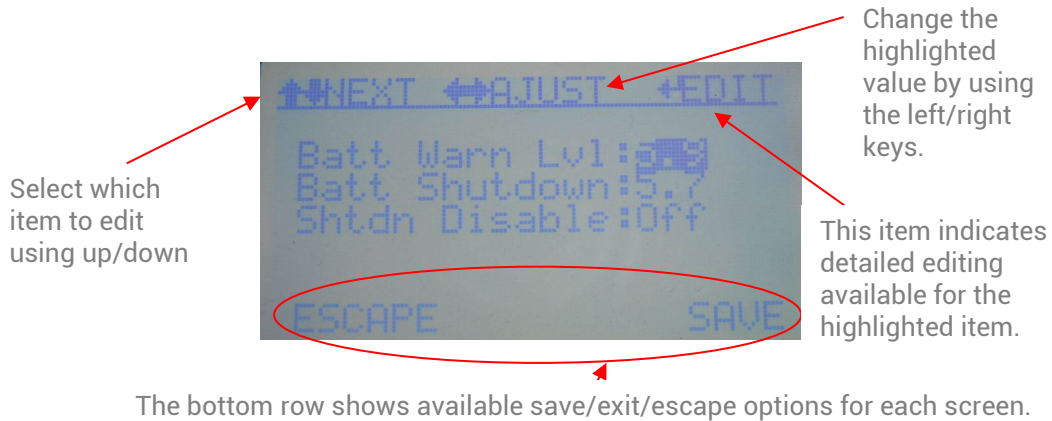 Change the
highlighted
value by using
the left/right
keys.
NEXT AJUST EDIT
Batt Warn Lvl:
Batt Shutdown:5.7
Shtdn Disable:Off
Select which
item to edit
using up/down
This item indicates
detailed editing
available for the
highlighted item.
ESCAPE SAVE
The bottom row shows available save/exit/escape options for each screen.